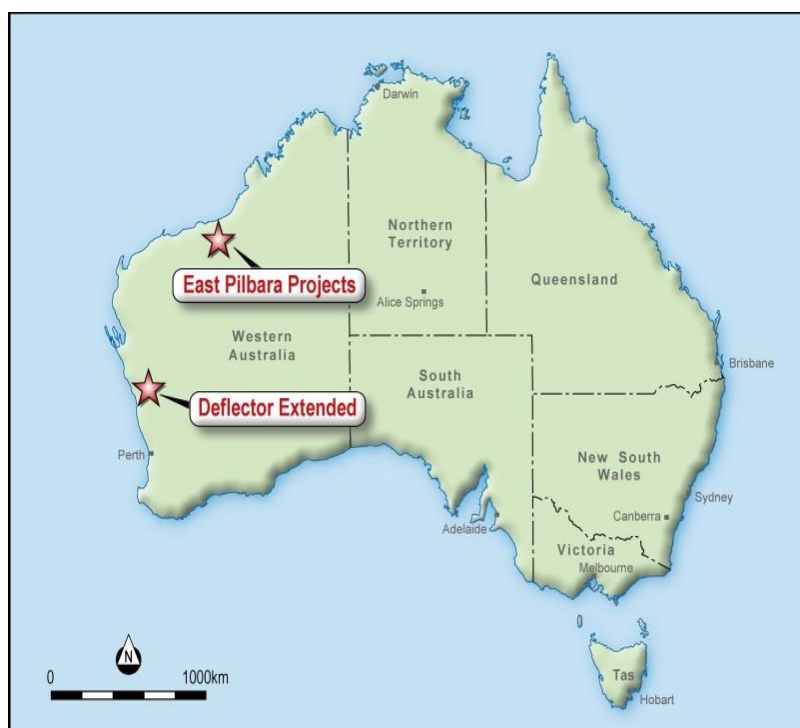 Darwin
Northern
Territory
East Pilbara Projects
Queensland
Alice Springs
Western
Australia
Brisbane
South
Australia
Deflector Extended
Perth
New South
Wales
Sydney
Canberra
Adelaide
Victoria
Melbourne
N
0 1000km
Tas
Hobart